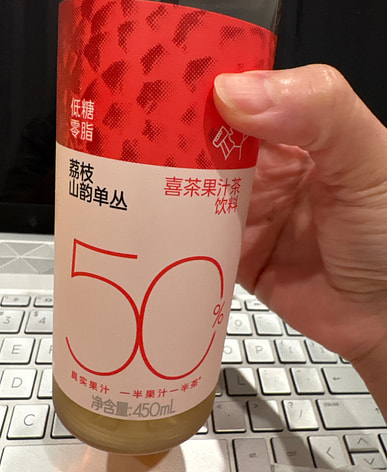 低糖
零脂
荔枝
山韵单丛
喜茶果汁茶
饮料
50%
真实果汁 一半果汁一半茶*
净含量:450mL